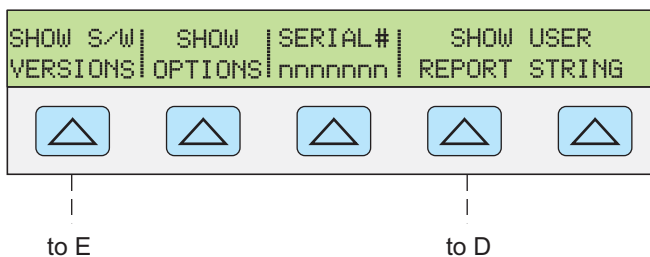 SHOW S/W SHOW SERIAL# SHOW USER
VERSIONS OPTIONS nnnnnnn REPORT STRING
to E to D